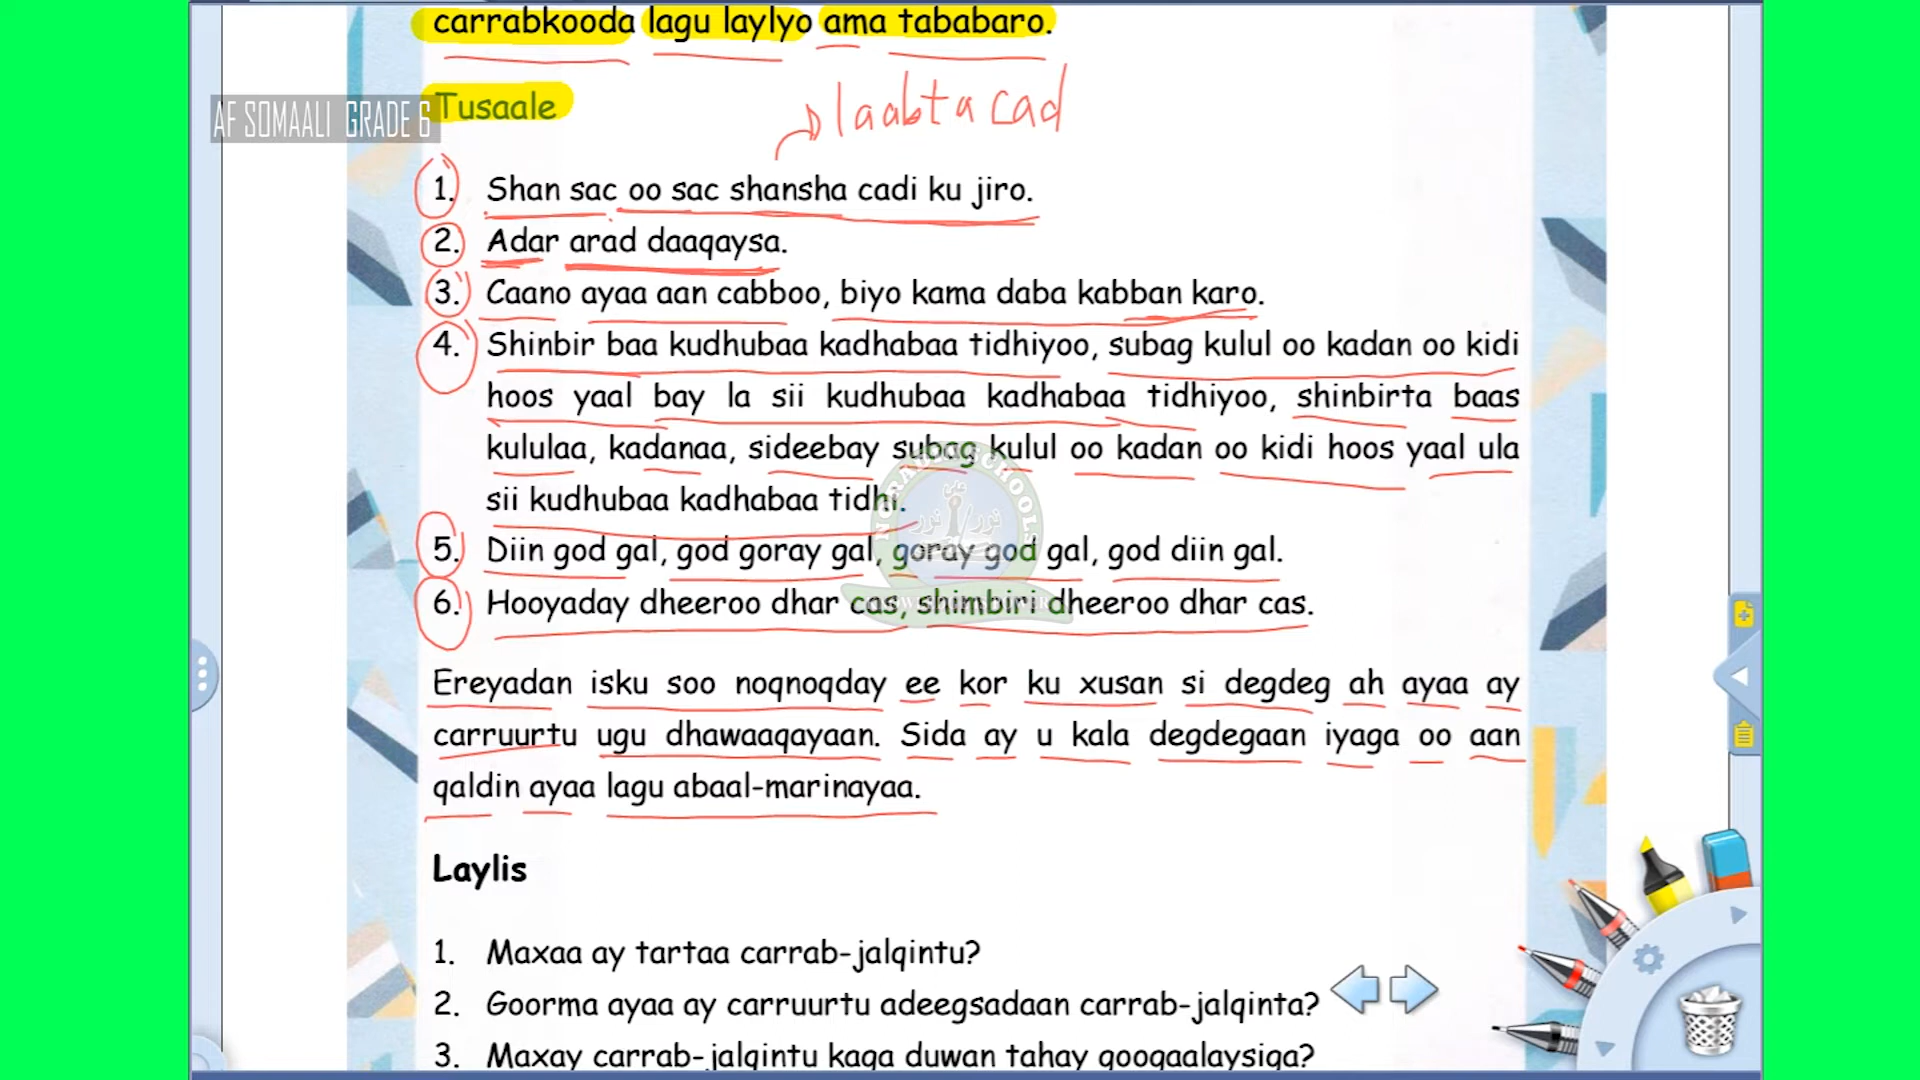 carrabkooda lagu laylyo ama tababaro.
Tusaale
AF SOMAALI GRADE 6
laabta cad
1. Shan sac oo sac shansha cadi ku jiro.
2. Adar arad daaqaysa.
3. Caano ayaa aan cabboo, biyo kama daba kabban karo.
4. Shinbir baa kudhubaa kadhabaa tidhiyoo, subag kulul oo kadan oo kidi
hoos yaal bay la sii kudhubaa kadhabaa tidhiyoo, shinbirta baas
kululaa, kadanaa, sideebay subag kulul oo kadan oo kidi hoos yaal ula
sii kudhubaa kadhabaa tidhi.
5. Diin god gal, god goray gal, goray god gal, god diin gal.
6. Hooyaday dheeroo dhar cas, shimbiri dheeroo dhar cas.
Ereyadan isku soo noqnoqday ee kor ku xusan si degdeg ah ayaa ay
carruurtu ugu dhawaaqayaan. Sida ay u kala degdegaan iyaga oo aan
qaldin ayaa lagu abaal-marinayaa.
Laylis
1. Maxaa ay tartaa carrab-jalqintu?
2. Goorma ayaa ay carruurtu adeegsadaan carrab-jalqinta?
3. Maxay carrab-jalqintu kaga duwan tahay googaalaysiga?